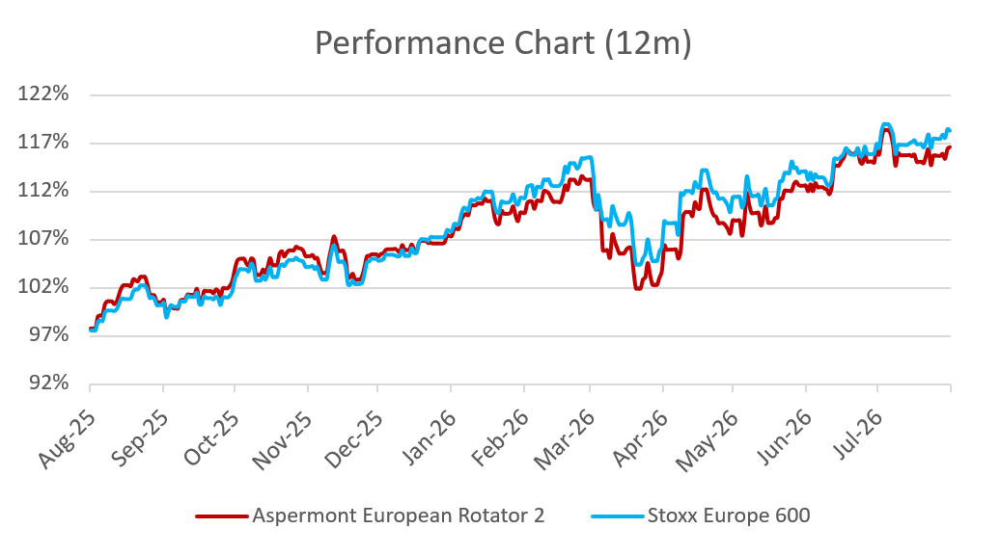 Performance Chart (12m)
122%
117%
112%
107%
102%
97%
92%
Aug-25
Sep-25
Oct-25
Nov-25
Dec-25
Jan-26
Feb-26
Mar-26
Apr-26
May-26
Jun-26
Jul-26
Aspermont European Rotator 2
Stoxx Europe 600